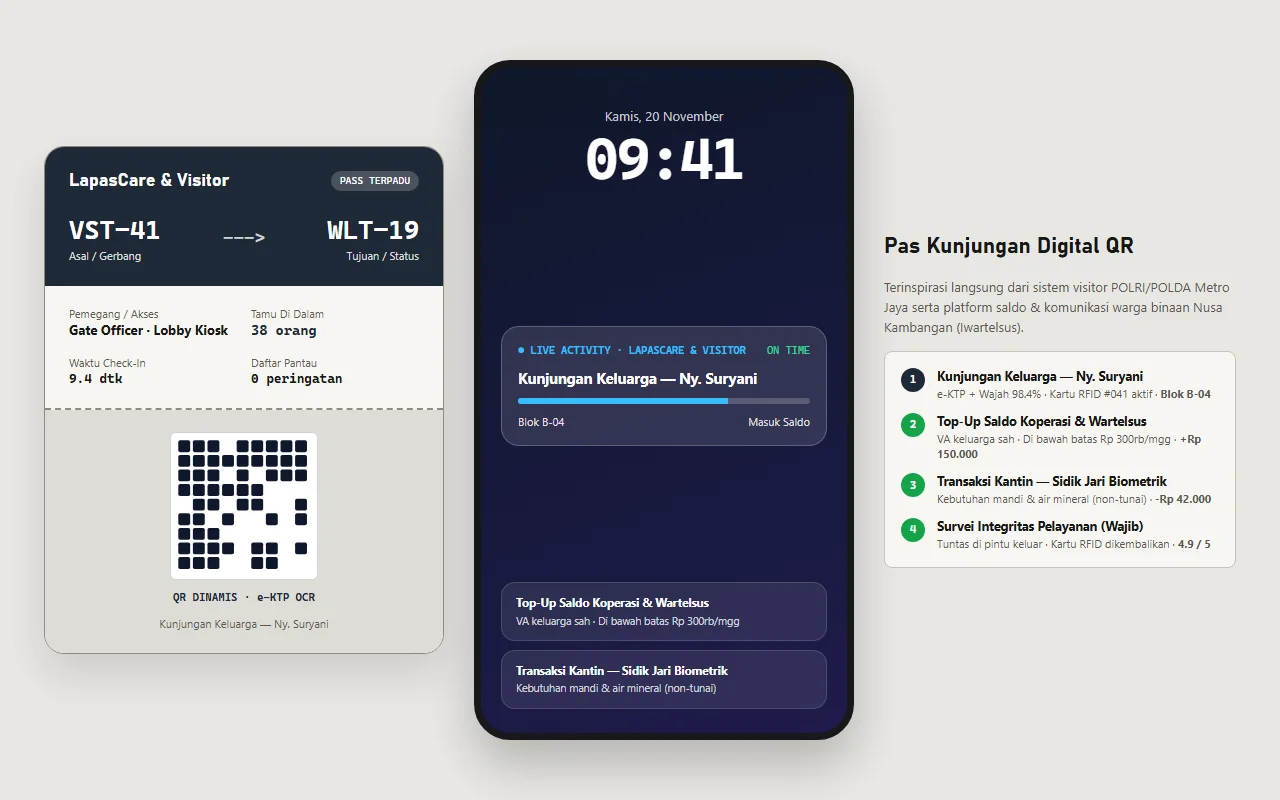 LapasCare & Visitor
PASS TERPADU
VST-41
--->
WLT-19
Asal / Gerbang
Tujuan / Status
Pemegang / Akses
Tamu Di Dalam
Gate Officer · Lobby Kiosk
38 orang
Waktu Check-In
Daftar Pantau
9.4 dtk
0 peringatan
QR DINAMIS · e-KTP OCR
Kunjungan Keluarga — Ny. Suryani
Kamis, 20 November
09:41
LIVE ACTIVITY · LAPASCARE & VISITOR
ON TIME
Kunjungan Keluarga — Ny. Suryani
Blok B-04
Masuk Saldo
Top-Up Saldo Koperasi & Wartelsus
VA keluarga sah · Di bawah batas Rp 300rb/mgg
Transaksi Kantin — Sidik Jari Biometrik
Kebutuhan mandi & air mineral (non-tunai)
Pas Kunjungan Digital QR
Terinspirasi langsung dari sistem visitor POLRI/POLDA Metro
Jaya serta platform saldo & komunikasi warga binaan Nusa
Kambangan (Iwartelsus).
1
Kunjungan Keluarga — Ny. Suryani
e-KTP + Wajah 98.4% · Kartu RFID #041 aktif · Blok B-04
2
Top-Up Saldo Koperasi & Wartelsus
VA keluarga sah · Di bawah batas Rp 300rb/mgg · +Rp
150.000
3
Transaksi Kantin — Sidik Jari Biometrik
Kebutuhan mandi & air mineral (non-tunai) · -Rp 42.000
4
Survei Integritas Pelayanan (Wajib)
Tuntas di pintu keluar · Kartu RFID dikembalikan · 4.9 / 5